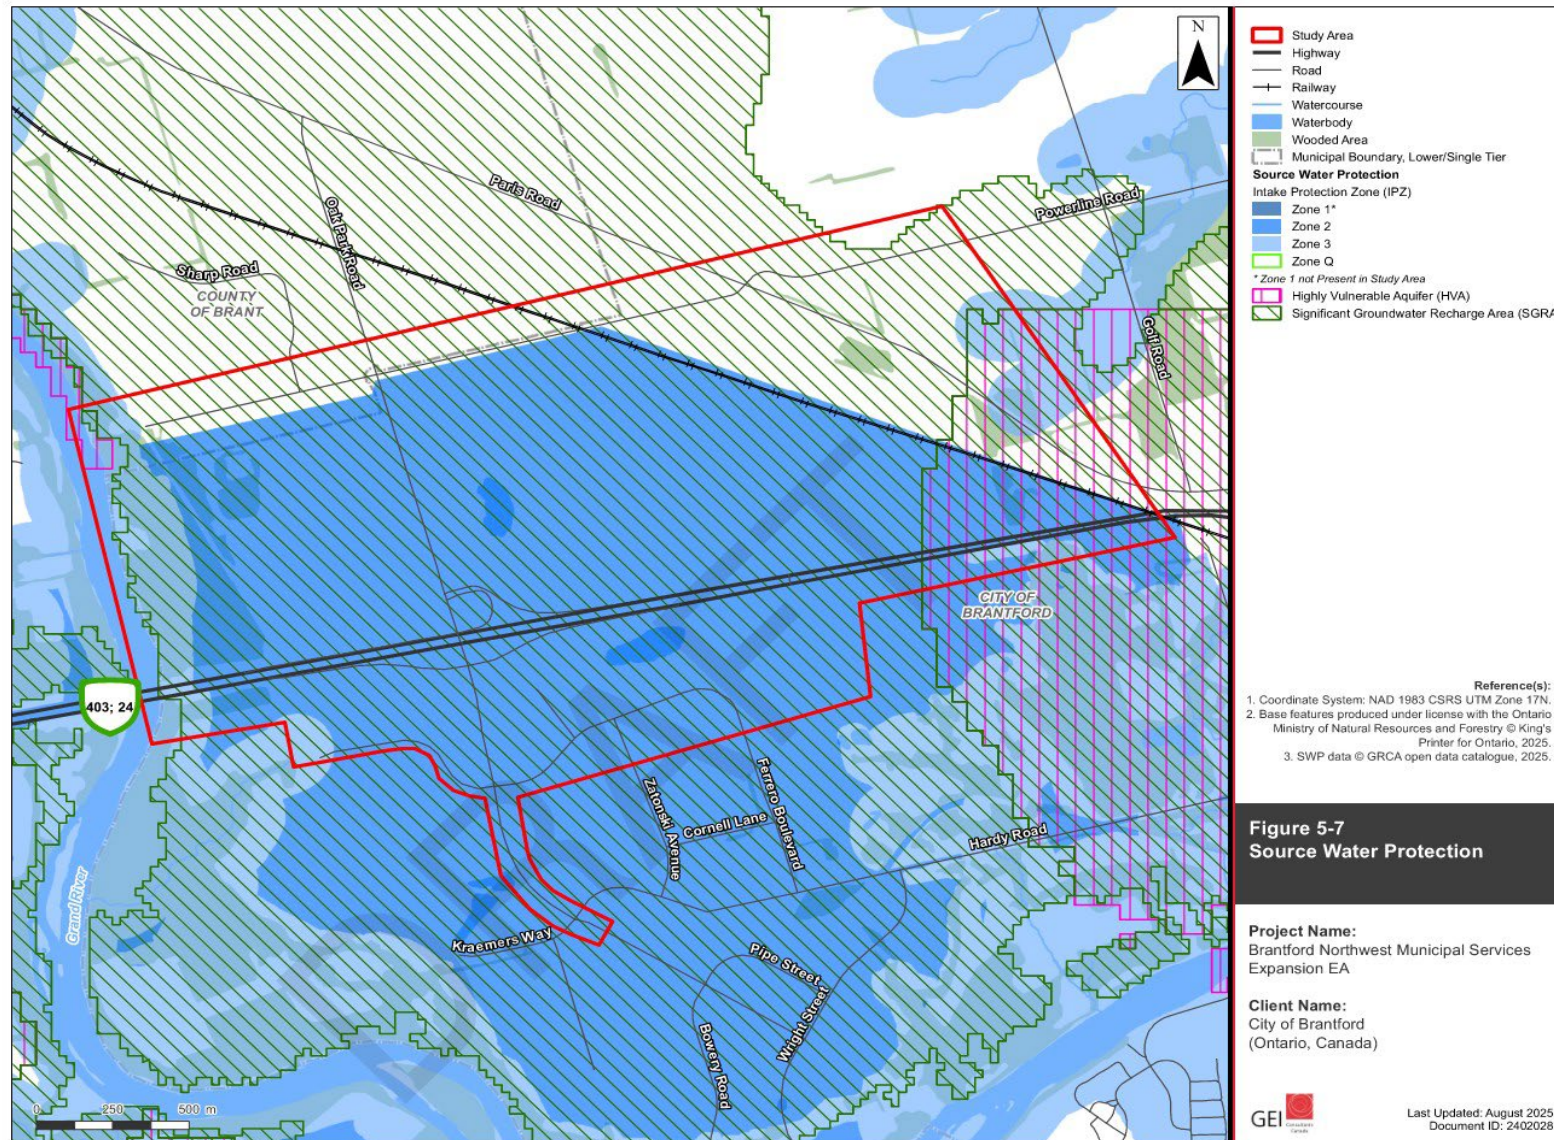 N
Paris Road
Oak Park Road
Powerline Road
Sharp Road
COUNTY
OF BRANT
Golf Road
CITY OF
BRANTFORD
403; 24
Zatonski Avenue
Ferrero Boulevard
Cornell Lane
Hardy Road
Grand River
Kraemers Way
Pipe Street
Wright Street
Bowery Road
0 250 500 m
Study Area
Highway
Road
Railway
Watercourse
Waterbody
Wooded Area
Municipal Boundary, Lower/Single Tier
Source Water Protection
Intake Protection Zone (IPZ)
Zone 1*
Zone 2
Zone 3
Zone Q
* Zone 1 not Present in Study Area
Highly Vulnerable Aquifer (HVA)
Significant Groundwater Recharge Area (SGRA
Reference(s):
1. Coordinate System: NAD 1983 CSRS UTM Zone 17N.
2. Base features produced under license with the Ontario
Ministry of Natural Resources and Forestry © King's
Printer for Ontario, 2025.
3. SWP data © GRCA open data catalogue, 2025.
Figure 5-7
Source Water Protection
Project Name:
Brantford Northwest Municipal Services
Expansion EA
Client Name:
City of Brantford
(Ontario, Canada)
GEI Consultants
Canada
Last Updated: August 2025
Document ID: 2402028